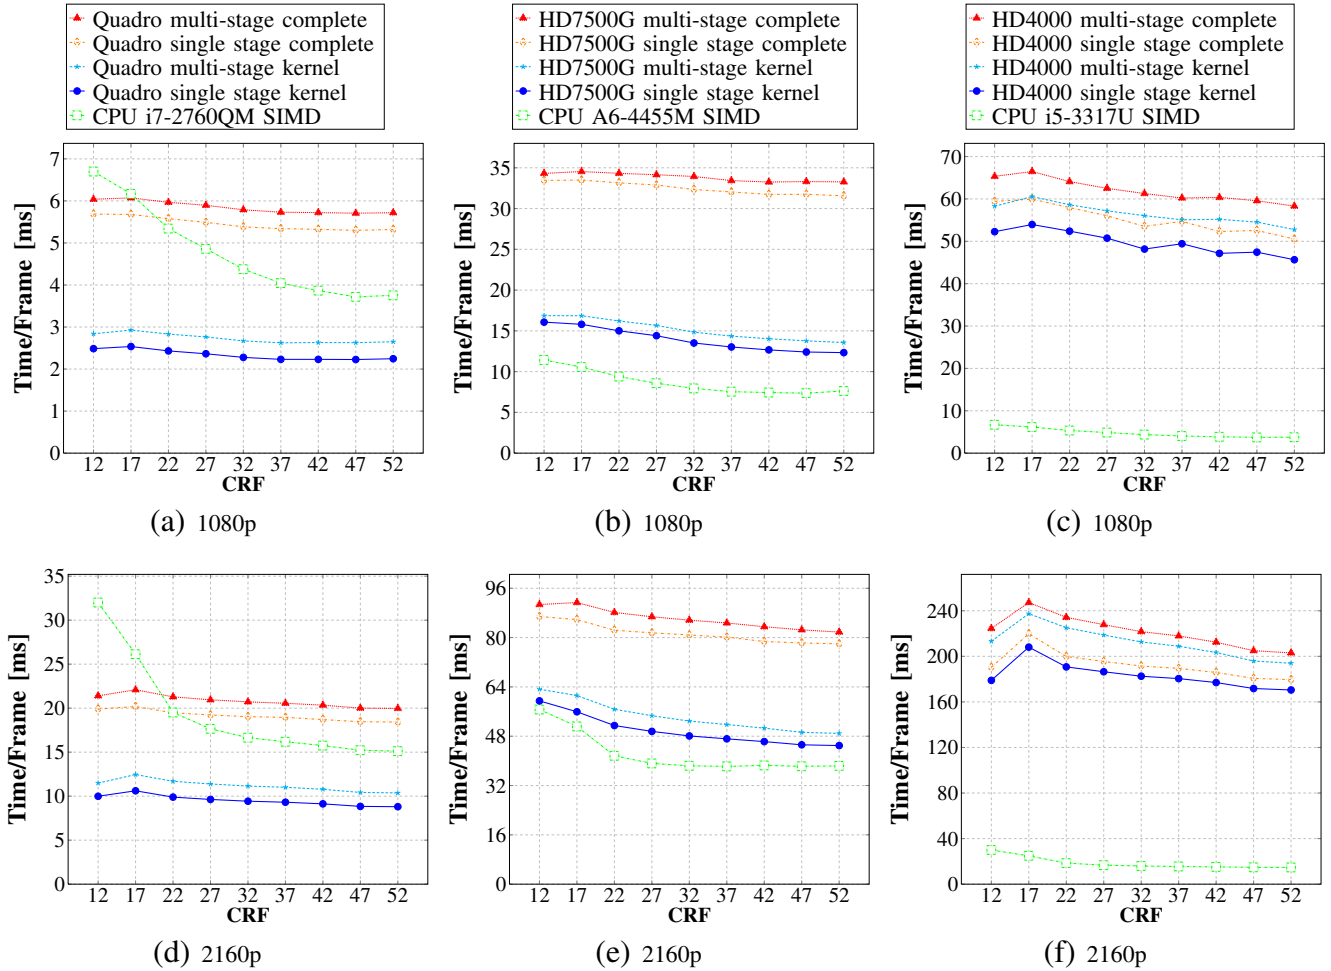 Quadro multi-stage complete
Quadro single stage complete
Quadro multi-stage kernel
Quadro single stage kernel
CPU i7-2760QM SIMD
7
6
5
4
3
2
1
0
Time/Frame [ms]
12 17 22 27 32 37 42 47 52
CRF
(a) 1080p
HD7500G multi-stage complete
HD7500G single stage complete
HD7500G multi-stage kernel
HD7500G single stage kernel
CPU A6-4455M SIMD
35
30
25
20
15
10
5
0
Time/Frame [ms]
12 17 22 27 32 37 42 47 52
CRF
(b) 1080p
HD4000 multi-stage complete
HD4000 single stage complete
HD4000 multi-stage kernel
HD4000 single stage kernel
CPU i5-3317U SIMD
70
60
50
40
30
20
10
0
Time/Frame [ms]
12 17 22 27 32 37 42 47 52
CRF
(c) 1080p
35
30
25
20
15
10
5
0
Time/Frame [ms]
12 17 22 27 32 37 42 47 52
CRF
(d) 2160p
96
80
64
48
32
16
0
Time/Frame [ms]
12 17 22 27 32 37 42 47 52
CRF
(e) 2160p
240
200
160
120
80
40
0
Time/Frame [ms]
12 17 22 27 32 37 42 47 52
CRF
(f) 2160p